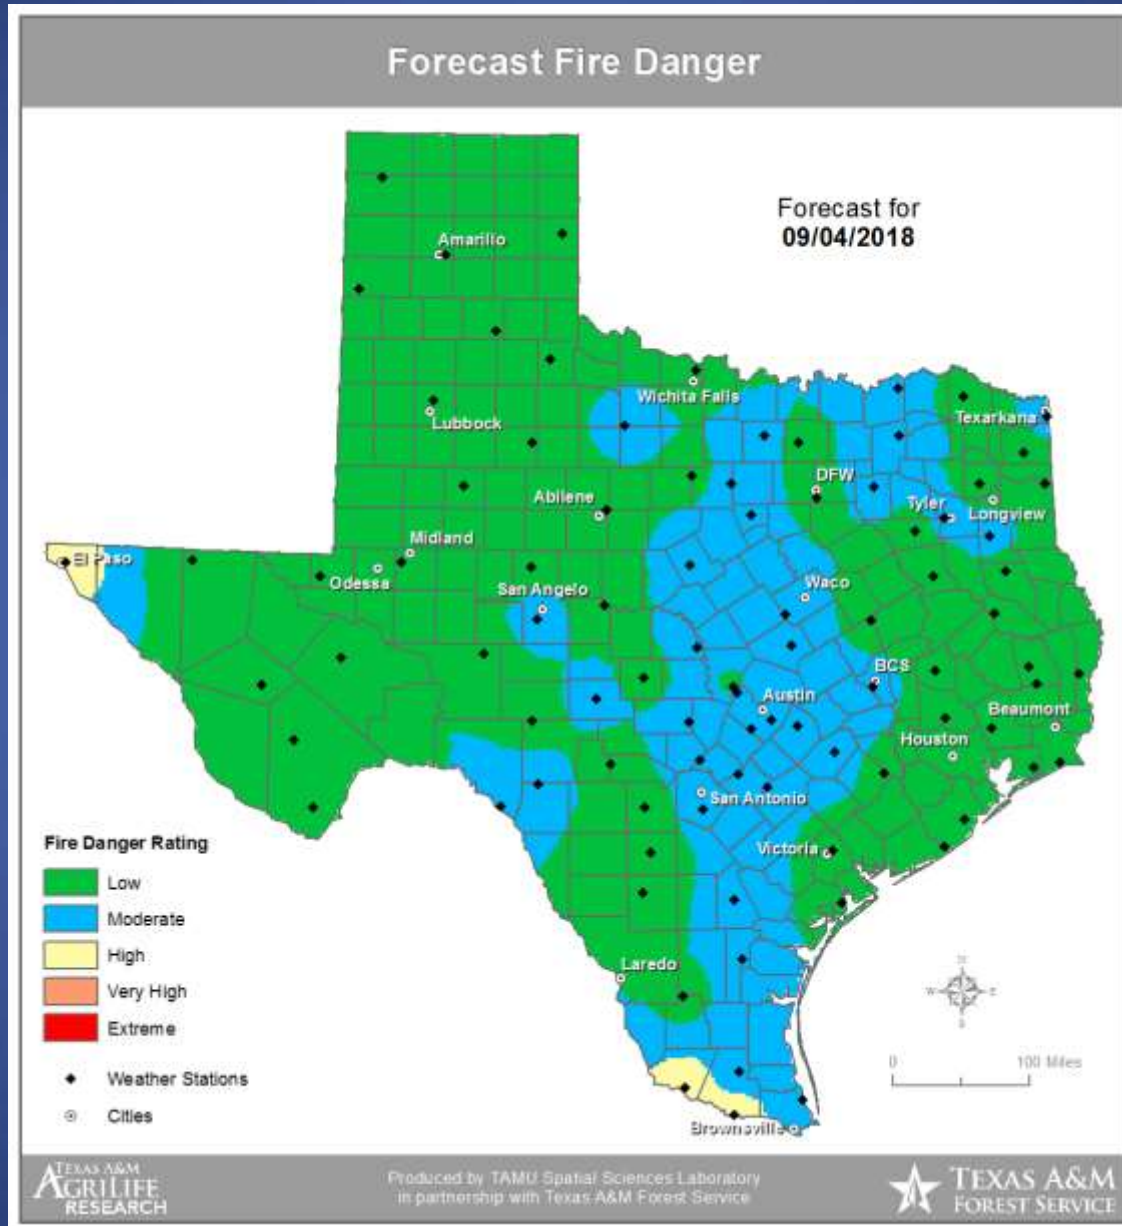 Forecast Fire Danger
Forecast for
09/04/2018
Amarillo
Wichita Falls
Lubbock
Texarkana
DFW
Abilene
Tyler
Longview
Midland
El Paso
Odessa
San Angelo
Waco
BCS
Austin
Beaumont
Houston
San Antonio
Victoria
Laredo
Brownsville
Fire Danger Rating
Low
Moderate
High
Very High
Extreme
Weather Stations
Cities
N
W E
S
0 100 Miles
TEXAS A&M
AGRILIFE
RESEARCH
Produced by TAMU Spatial Sciences Laboratory
in partnership with Texas A&M Forest Service
TEXAS A&M
FOREST SERVICE